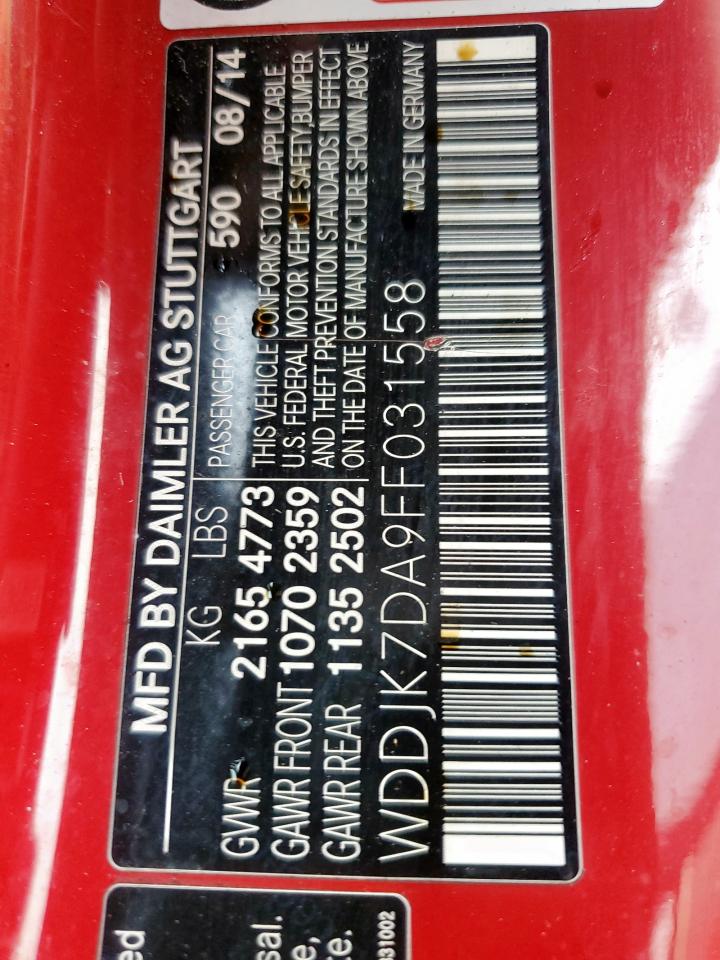 MFD BY DAIMLER AG STUTTGART
KG LBS
GVWR 2165 4773
GAWR FRONT 1070 2359
GAWR REAR 1135 2502
PASSENGER CAR 590 08/14
THIS VEHICLE CONFORMS TO ALL APPLICABLE
U.S. FEDERAL MOTOR VEHICLE SAFETY, BUMPER
AND THEFT PREVENTION STANDARDS IN EFFECT
ON THE DATE OF MANUFACTURE SHOWN ABOVE
MADE IN GERMANY
WDDJK7DA9FF031558